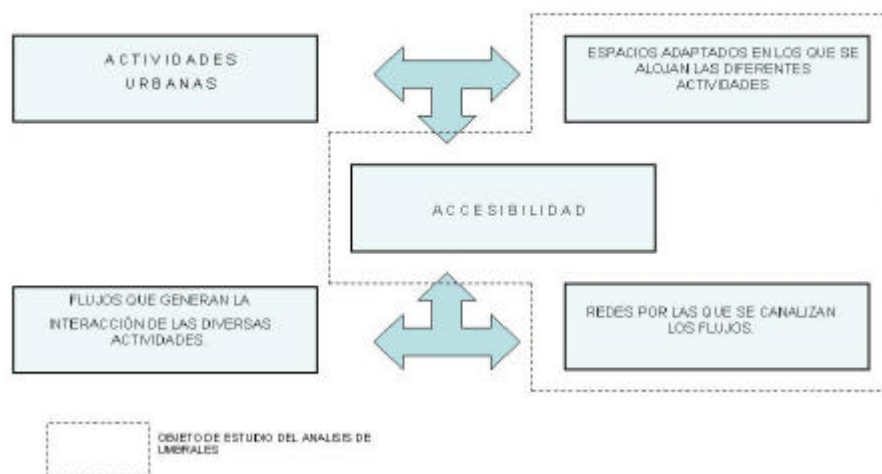 ACTIVIDADES
URBANAS
ESPACIOS ADAPTADOS EN LOS QUE SE
ALOJAN LAS DIFERENTES
ACTIVIDADES
ACCESIBILIDAD
FLUJOS QUE GENERAN LA
INTERACCIÓN DE LAS DIVERSAS
ACTIVIDADES
REDES POR LAS QUE SE CANALIZAN
LOS FLUJOS.
OBJETO DE ESTUDIO DEL ANALISIS DE
UMBRALES